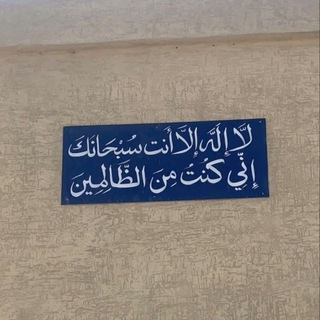 لَا إِلَٰهَ إِلَّا أَنتَ سُبْحَانَكَ
إِنِّي كُنتُ مِنَ الظَّالِمِينَ